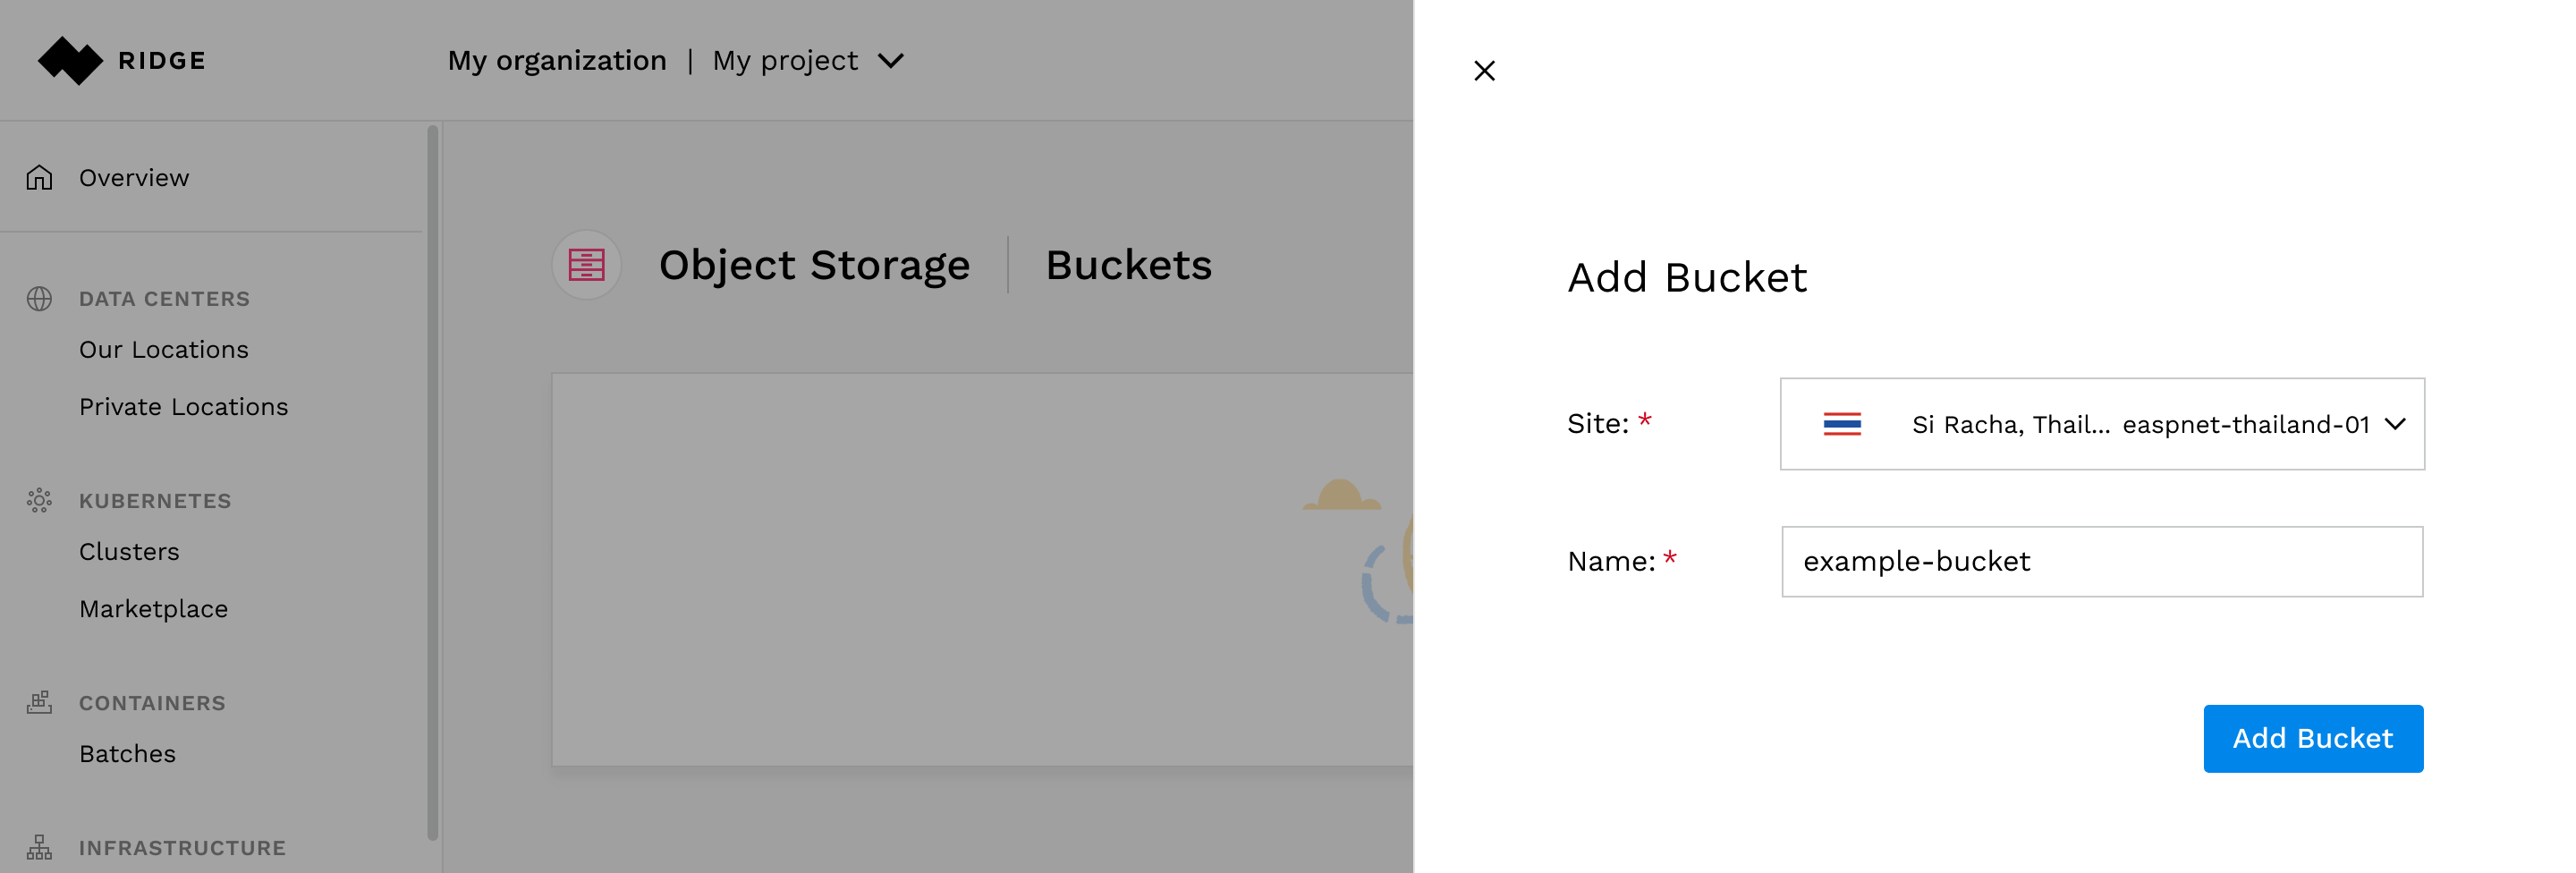 RIDGE
My organization | My project
Overview
DATA CENTERS
Our Locations
Private Locations
KUBERNETES
Clusters
Marketplace
CONTAINERS
Batches
INFRASTRUCTURE
Object Storage | Buckets
Add Bucket
Site: * Si Racha, Thail... easpnet-thailand-01
Name: * example-bucket
Add Bucket